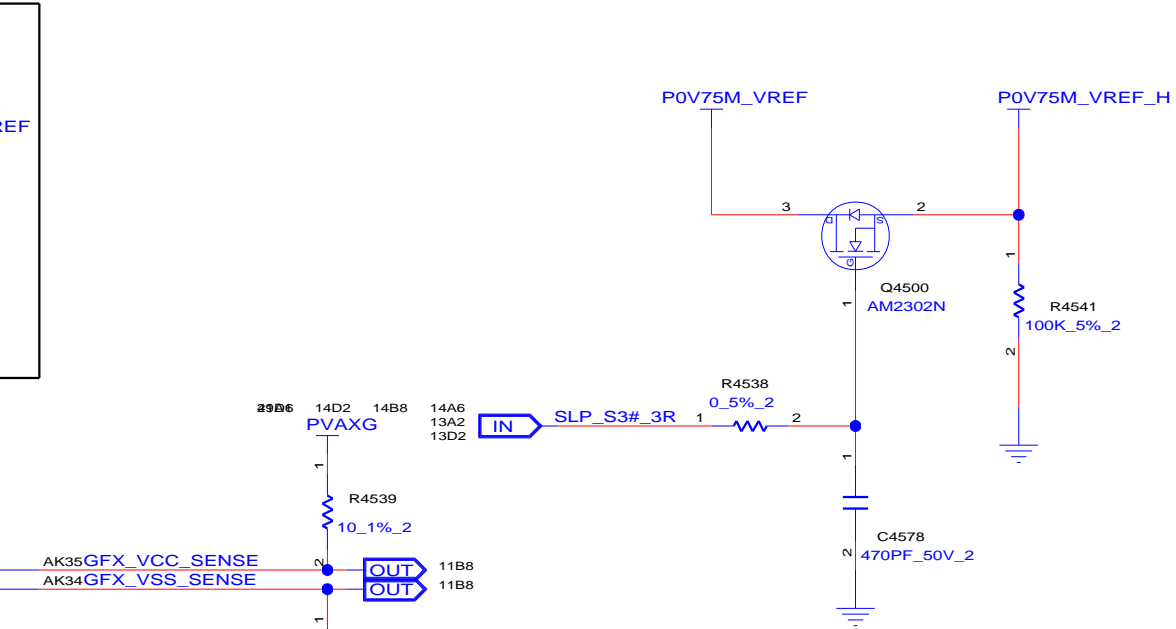 P0V75M_VREF
P0V75M_VREF_H
REF
3
2
D
S
G
1
1
Q4500
AM2302N
R4541
100K_5%_2
2
R4538
0_5%_2
14D2
14B8
14A6
13A2
13D2
PVAXG
IN
SLP_S3#_3R
1
2
1
1
R4539
10_1%_2
2
C4578
470PF_50V_2
2
AK35
GFX_VCC_SENSE
OUT
11B8
AK34
GFX_VSS_SENSE
OUT
11B8
1